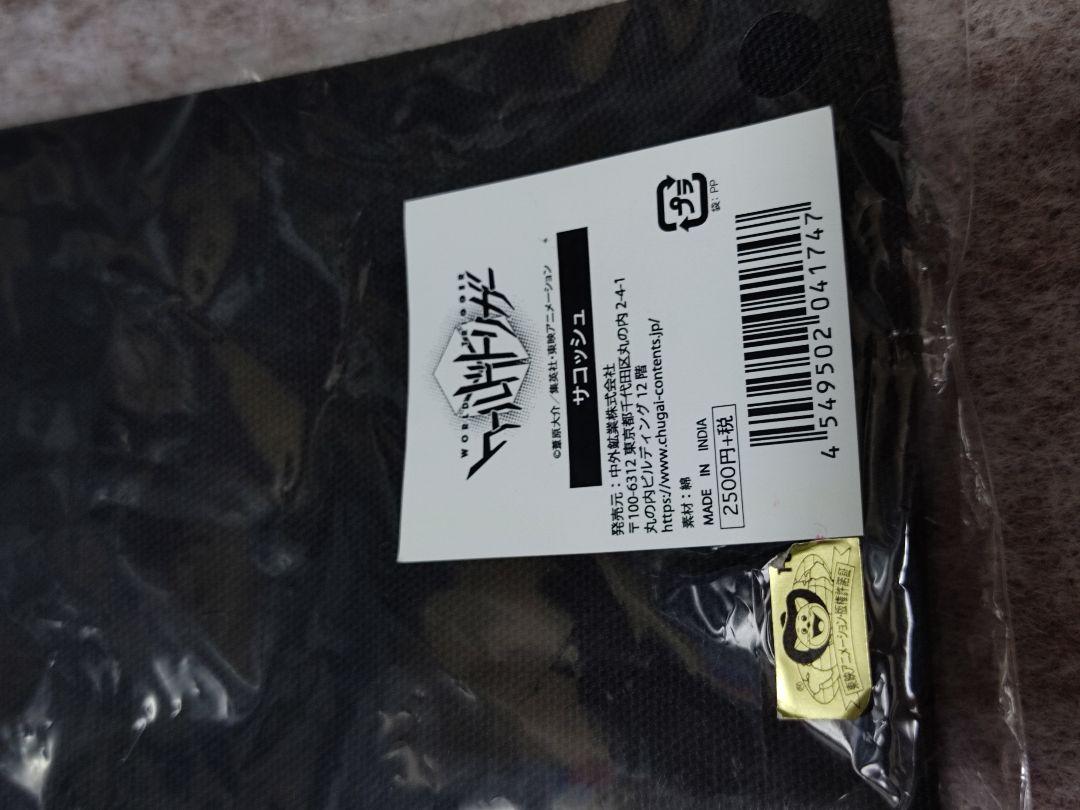 WORLD TRIGGER
ワールドトリガー
©葦原大介／集英社・東映アニメーション
サコッシュ
発売元：中外鉱業株式会社
〒100-6312 東京都千代田区丸の内 2-4-1
丸の内ビルディング 12 階
https://www.chugai-contents.jp/
素材：綿
MADE IN INDIA
2500円+税
プラ
袋：PP
4 549502 041747
東映アニメーション版権許諾証